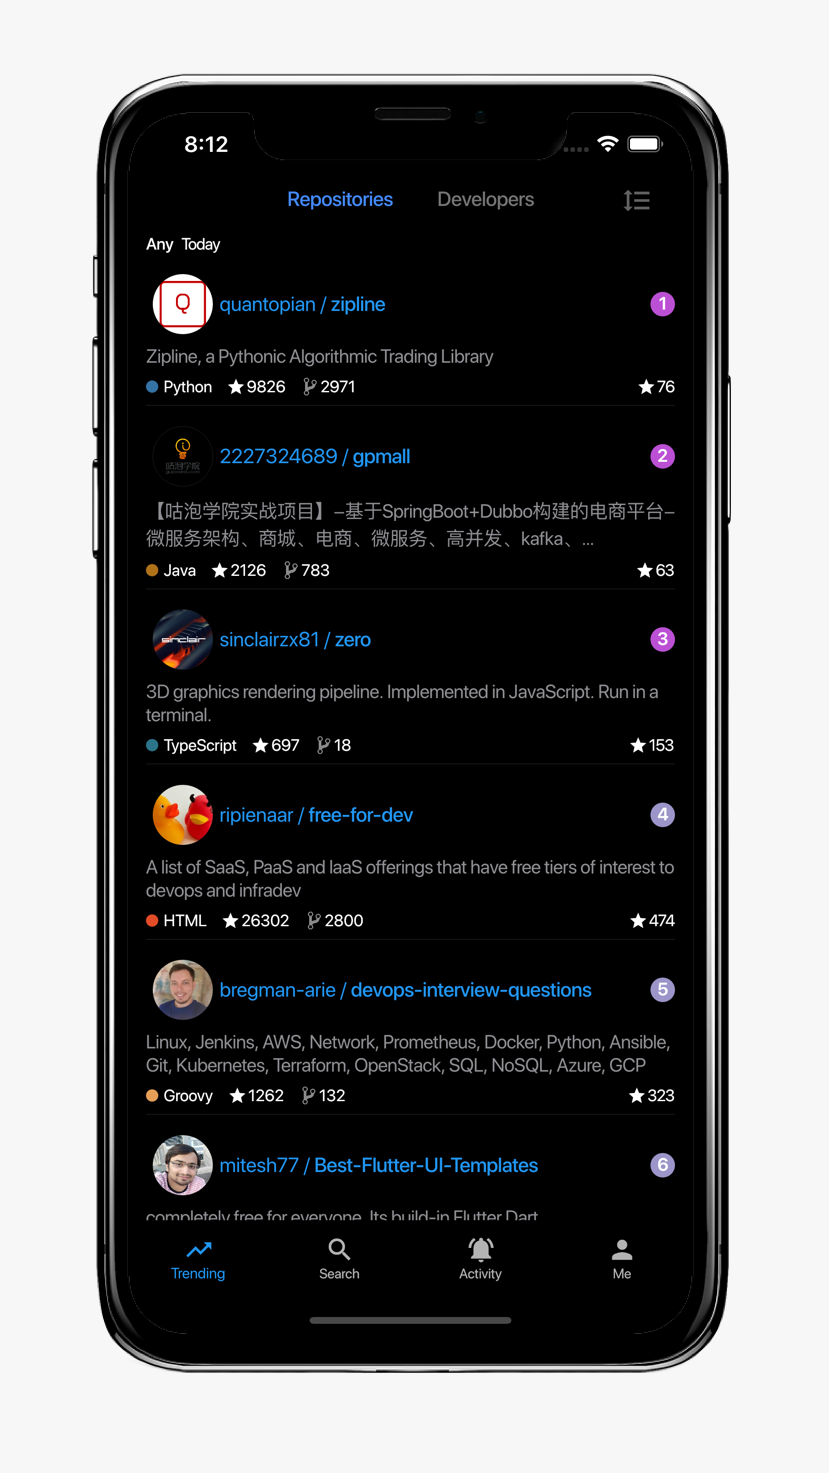 8:12
Repositories Developers
Any Today
Q
quantopian / zipline 1
Zipline, a Pythonic Algorithmic Trading Library
Python 9826 2971 76
咕泡学院
2227324689 / gpmall 2
【咕泡学院实战项目】–基于SpringBoot+Dubbo构建的电商平台–
微服务架构、商城、电商、微服务、高并发、kafka、...
Java 2126 783 63
sinclair
sinclairzx81 / zero 3
3D graphics rendering pipeline. Implemented in JavaScript. Run in a
terminal.
TypeScript 697 18 153
ripienaar / free-for-dev 4
A list of SaaS, PaaS and IaaS offerings that have free tiers of interest to
devops and infradev
HTML 26302 2800 474
bregman-arie / devops-interview-questions 5
Linux, Jenkins, AWS, Network, Prometheus, Docker, Python, Ansible,
Git, Kubernetes, Terraform, OpenStack, SQL, NoSQL, Azure, GCP
Groovy 1262 132 323
mitesh77 / Best-Flutter-UI-Templates 6
completely free for everyone. Its build-in Flutter Dart
Trending Search Activity Me